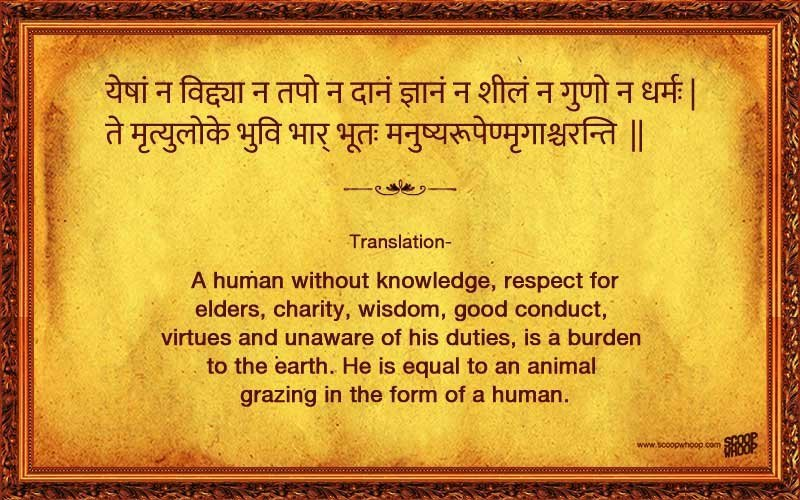 येषां न विद्द्या न तपो न दानं ज्ञानं न शीलं न गुणो न धर्मः|
ते मृत्युलोके भुवि भार् भूतः मनुष्यरूपेण्मृगाश्चरन्ति ||
Translation-
A human without knowledge, respect for
elders, charity, wisdom, good conduct,
virtues and unaware of his duties, is a burden
to the earth. He is equal to an animal
grazing in the form of a human.
www.scoopwhoop.com SCOOP
WHOOP